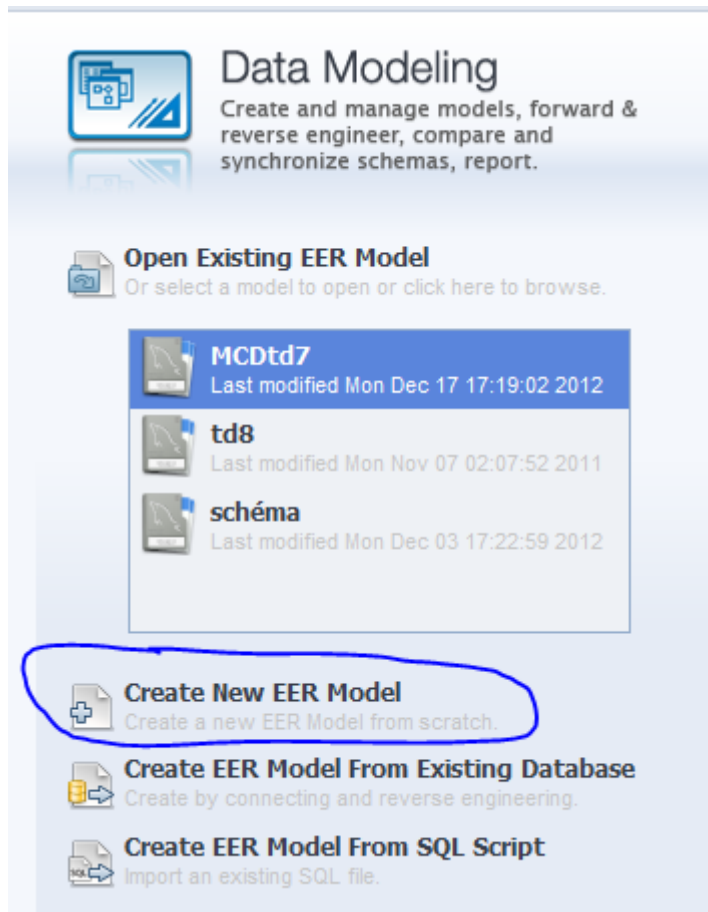 Data Modeling
Create and manage models, forward &
reverse engineer, compare and
synchronize schemas, report.
Open Existing EER Model
Or select a model to open or click here to browse.
MCDtd7
Last modified Mon Dec 17 17:19:02 2012
td8
Last modified Mon Nov 07 02:07:52 2011
schéma
Last modified Mon Dec 03 17:22:59 2012
Create New EER Model
Create a new EER Model from scratch.
Create EER Model From Existing Database
Create by connecting and reverse engineering.
Create EER Model From SQL Script
Import an existing SQL file.